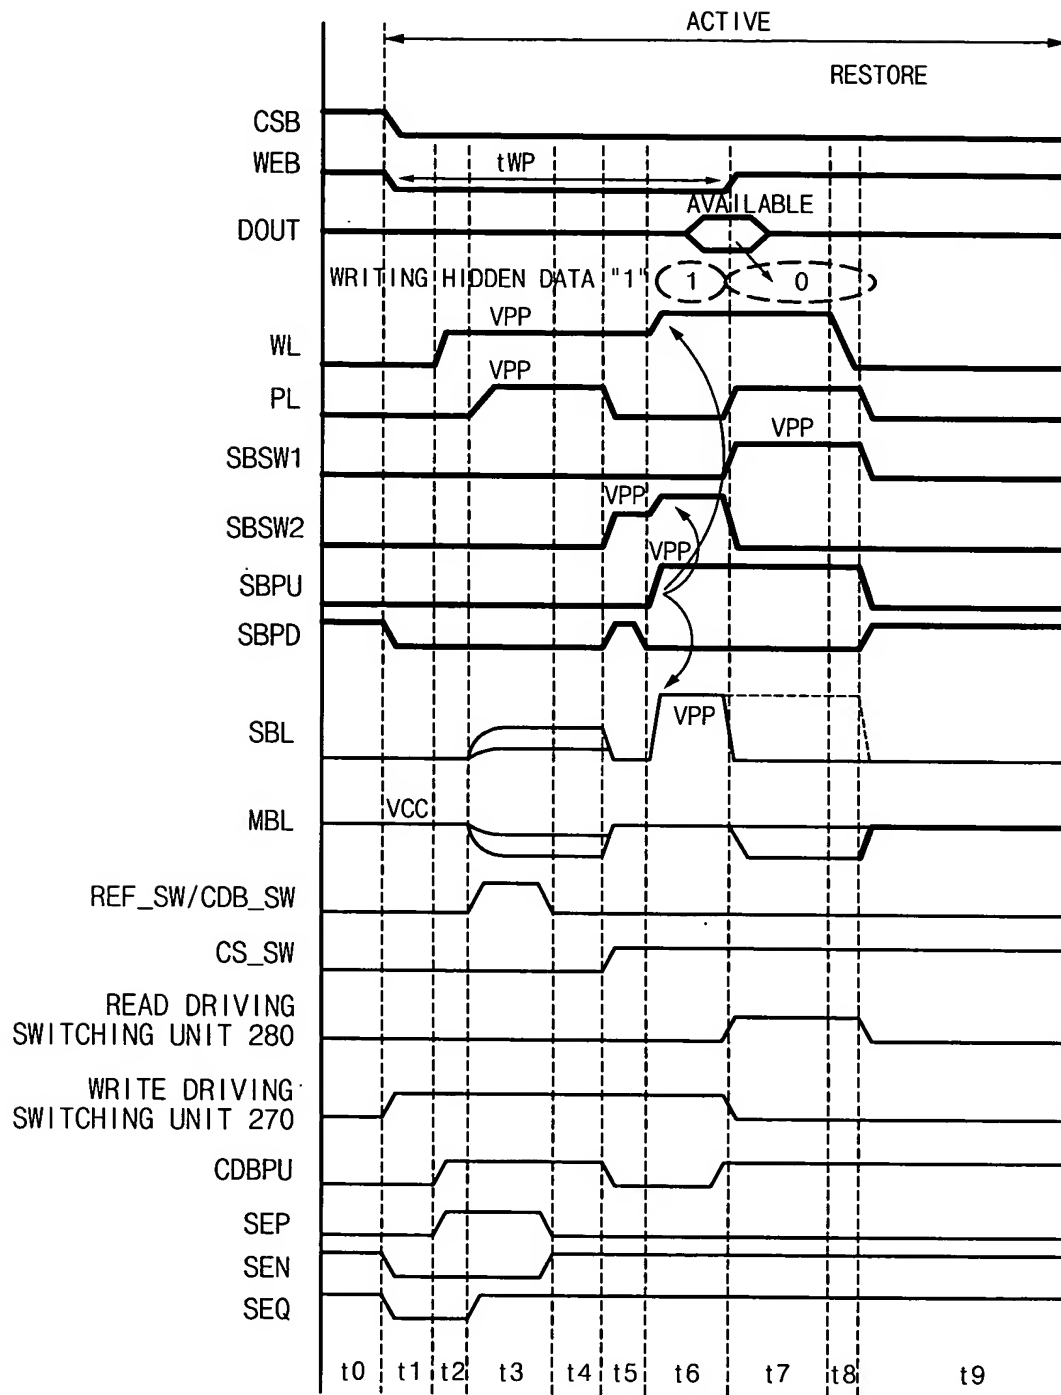 ACTIVE
RESTORE
CSB
WEB
tWP
AVAILABLE
DOUT
WRITING HIDDEN DATA "1" 1 0
VPP
WL
VPP
PL
VPP
SBSW1
VPP
SBSW2
VPP
SBPU
SBPD
SBL
VPP
VCC
MBL
REF_SW/CDB_SW
CS_SW
READ DRIVING
SWITCHING UNIT 280
WRITE DRIVING
SWITCHING UNIT 270
CDBPU
SEP
SEN
SEQ
t0 t1 t2 t3 t4 t5 t6 t7 t8 t9